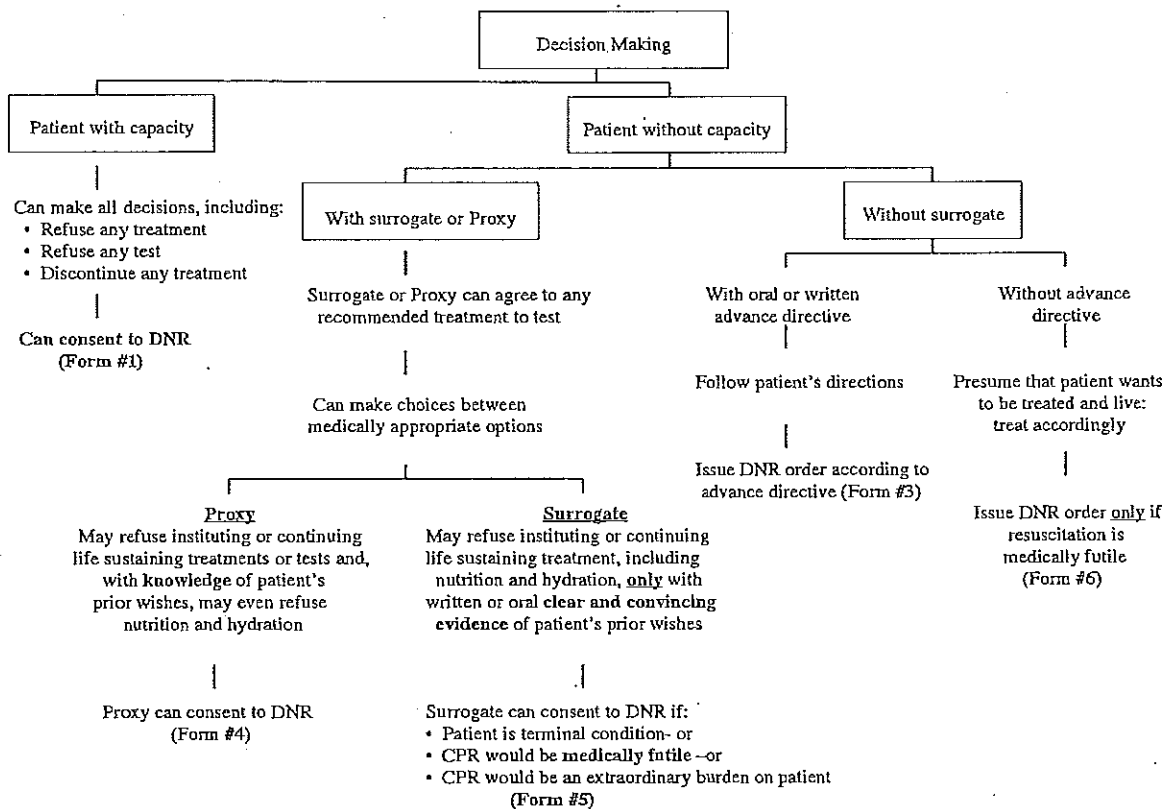 Decision Making
Patient with capacity
Patient without capacity
Can make all decisions, including:
• Refuse any treatment
• Refuse any test
• Discontinue any treatment
Can consent to DNR
(Form #1)
With surrogate or Proxy
Without surrogate
Surrogate or Proxy can agree to any
recommended treatment to test
Can make choices between
medically appropriate options
With oral or written
advance directive
Follow patient's directions
Issue DNR order according to
advance directive (Form #3)
Without advance
directive
Presume that patient wants
to be treated and live:
treat accordingly
Issue DNR order only if
resuscitation is
medically futile
(Form #6)
Proxy
May refuse instituting or continuing
life sustaining treatments or tests and,
with knowledge of patient's
prior wishes, may even refuse
nutrition and hydration
Proxy can consent to DNR
(Form #4)
Surrogate
May refuse instituting or continuing
life sustaining treatment, including
nutrition and hydration, only with
written or oral clear and convincing
evidence of patient's prior wishes
Surrogate can consent to DNR if:
• Patient is terminal condition- or
• CPR would be medically futile –or
• CPR would be an extraordinary burden on patient
(Form #5)